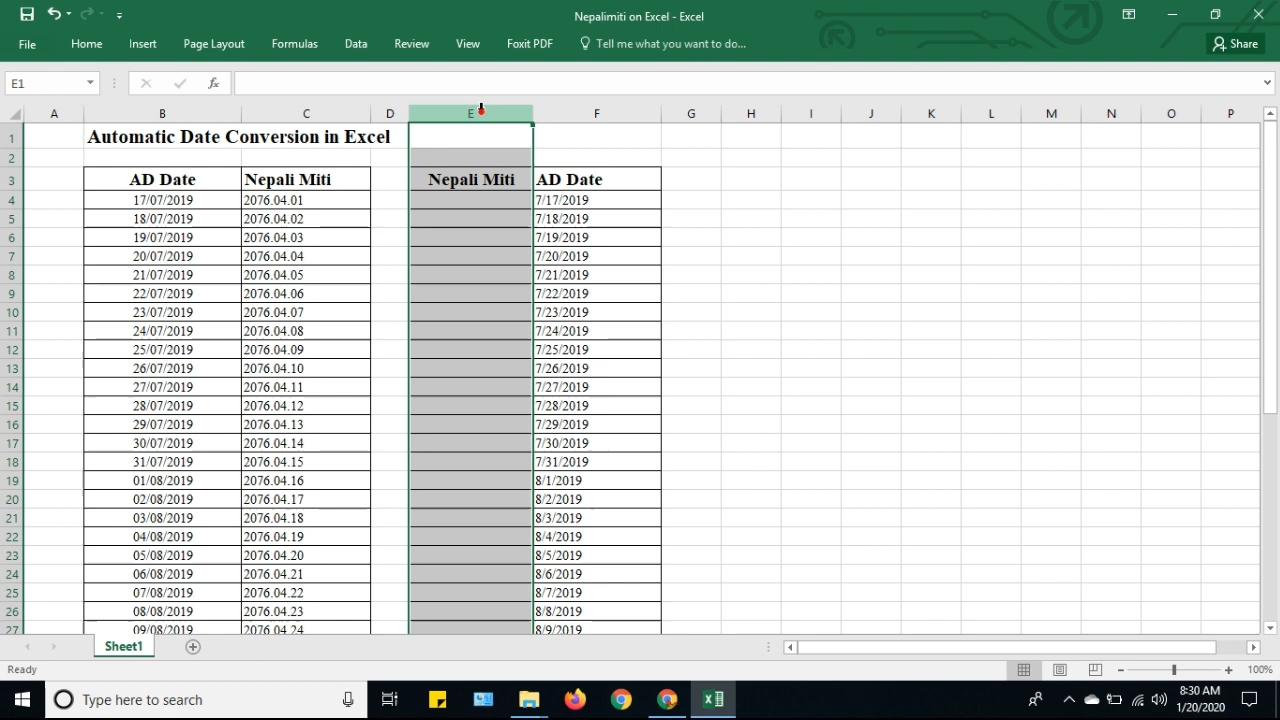 Nepalimiti on Excel - Excel
File Home Insert Page Layout Formulas Data Review View Foxit PDF Tell me what you want to do... Share
E1 fx
A B C D E F G H I J K L M N O P
1 Automatic Date Conversion in Excel
2
3 AD Date Nepali Miti Nepali Miti AD Date
4 17/07/2019 2076.04.01 7/17/2019
5 18/07/2019 2076.04.02 7/18/2019
6 19/07/2019 2076.04.03 7/19/2019
7 20/07/2019 2076.04.04 7/20/2019
8 21/07/2019 2076.04.05 7/21/2019
9 22/07/2019 2076.04.06 7/22/2019
10 23/07/2019 2076.04.07 7/23/2019
11 24/07/2019 2076.04.08 7/24/2019
12 25/07/2019 2076.04.09 7/25/2019
13 26/07/2019 2076.04.10 7/26/2019
14 27/07/2019 2076.04.11 7/27/2019
15 28/07/2019 2076.04.12 7/28/2019
16 29/07/2019 2076.04.13 7/29/2019
17 30/07/2019 2076.04.14 7/30/2019
18 31/07/2019 2076.04.15 7/31/2019
19 01/08/2019 2076.04.16 8/1/2019
20 02/08/2019 2076.04.17 8/2/2019
21 03/08/2019 2076.04.18 8/3/2019
22 04/08/2019 2076.04.19 8/4/2019
23 05/08/2019 2076.04.20 8/5/2019
24 06/08/2019 2076.04.21 8/6/2019
25 07/08/2019 2076.04.22 8/7/2019
26 08/08/2019 2076.04.23 8/8/2019
27 09/08/2019 2076.04.24 8/9/2019
Sheet1
Ready 100%
Type here to search 8:30 AM
1/20/2020